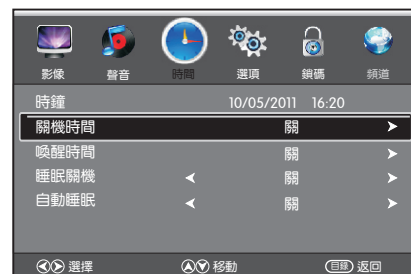 影像 聲音 時間 選項 鎖碼 頻道
時鐘 10/05/2011 16:20
關機時間 關
喚醒時間 關
睡眠關機 關
自動睡眠 關
選擇 移動 目錄 返回